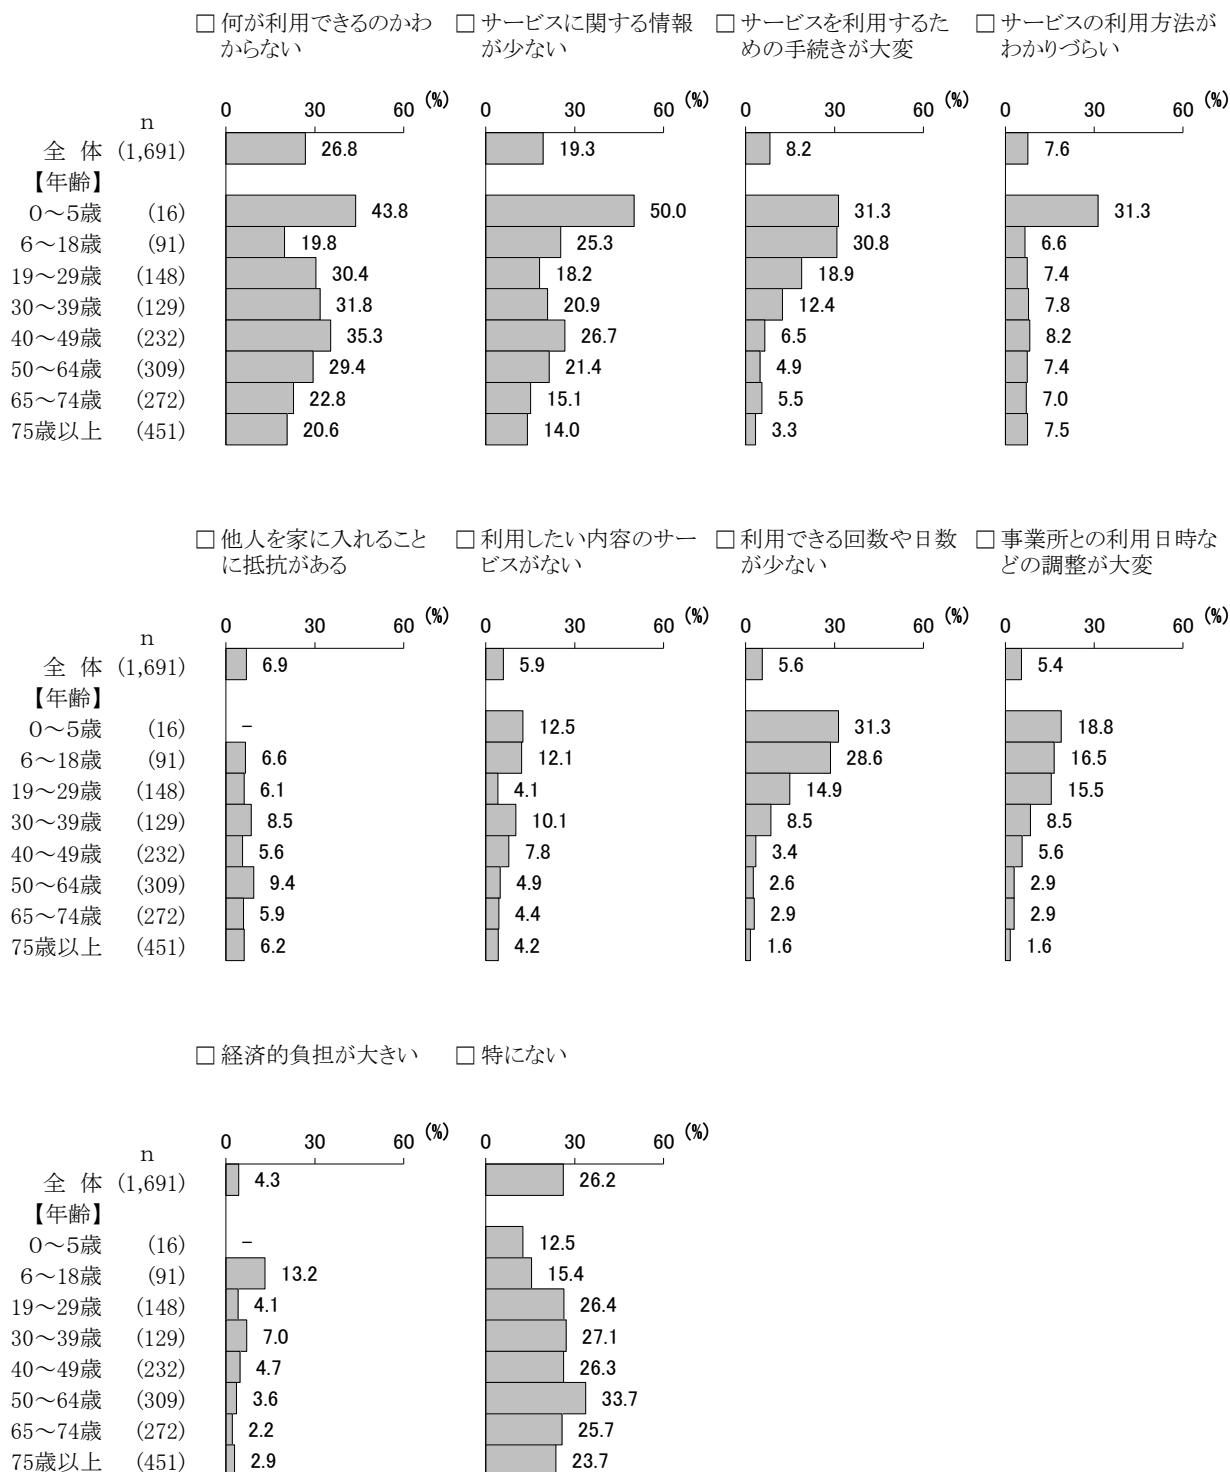 □ 何が利用できるのかわ □ サービスに関する情報 □ サービスを利用するた □ サービスの利用方法が
からない が少ない めの手続きが大変 わかりづらい
0 30 60 (%) 0 30 60 (%) 0 30 60 (%) 0 30 60 (%)
n
全 体 (1,691) 26.8 19.3 8.2 7.6
【年齢】
0～5歳 (16) 43.8 50.0 31.3 31.3
6～18歳 (91) 19.8 25.3 30.8 6.6
19～29歳 (148) 30.4 18.2 18.9 7.4
30～39歳 (129) 31.8 20.9 12.4 7.8
40～49歳 (232) 35.3 26.7 6.5 8.2
50～64歳 (309) 29.4 21.4 4.9 7.4
65～74歳 (272) 22.8 15.1 5.5 7.0
75歳以上 (451) 20.6 14.0 3.3 7.5
□ 他人を家に入れること □ 利用したい内容のサー □ 利用できる回数や日数 □ 事業所との利用日時な
に抵抗がある ビスがない が少ない どの調整が大変
0 30 60 (%) 0 30 60 (%) 0 30 60 (%) 0 30 60 (%)
n
全 体 (1,691) 6.9 5.9 5.6 5.4
【年齢】
0～5歳 (16) - 12.5 31.3 18.8
6～18歳 (91) 6.6 12.1 28.6 16.5
19～29歳 (148) 6.1 4.1 14.9 15.5
30～39歳 (129) 8.5 10.1 8.5 8.5
40～49歳 (232) 5.6 7.8 3.4 5.6
50～64歳 (309) 9.4 4.9 2.6 2.9
65～74歳 (272) 5.9 4.4 2.9 2.9
75歳以上 (451) 6.2 4.2 1.6 1.6
□ 経済的負担が大きい □ 特にない
0 30 60 (%) 0 30 60 (%)
n
全 体 (1,691) 4.3 26.2
【年齢】
0～5歳 (16) - 12.5
6～18歳 (91) 13.2 15.4
19～29歳 (148) 4.1 26.4
30～39歳 (129) 7.0 27.1
40～49歳 (232) 4.7 26.3
50～64歳 (309) 3.6 33.7
65～74歳 (272) 2.2 25.7
75歳以上 (451) 2.9 23.7